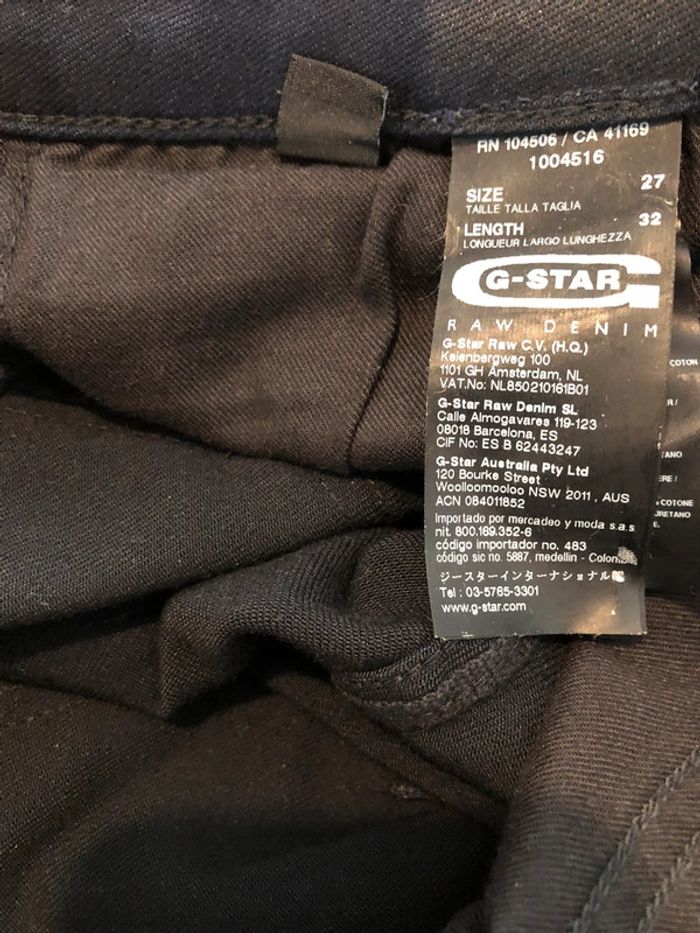 RN 104506 / CA 41169
1004516
SIZE 27
TAILLE TALLA TAGLIA
LENGTH 32
LONGUEUR LARGO LUNGHEZZA
G-STAR
RAW DENIM
G-Star Raw C.V. (H.Q.)
Keienbergweg 100
1101 GH Amsterdam, NL
VAT.No: NL850210161B01
G-Star Raw Denim SL
Calle Almogavares 119-123
08018 Barcelona, ES
CIF No: ES B 62443247
G-Star Australia Pty Ltd
120 Bourke Street
Woolloomooloo NSW 2011 , AUS
ACN 084011852
Importado por mercadeo y moda s.a.s
nit. 800.169.352-6
código importador no. 483
código sic no. 5887, medellin -
ジースターインターナショナル㈱
Tel : 03-5765-3301
www.g-star.com
COTON
COTONE